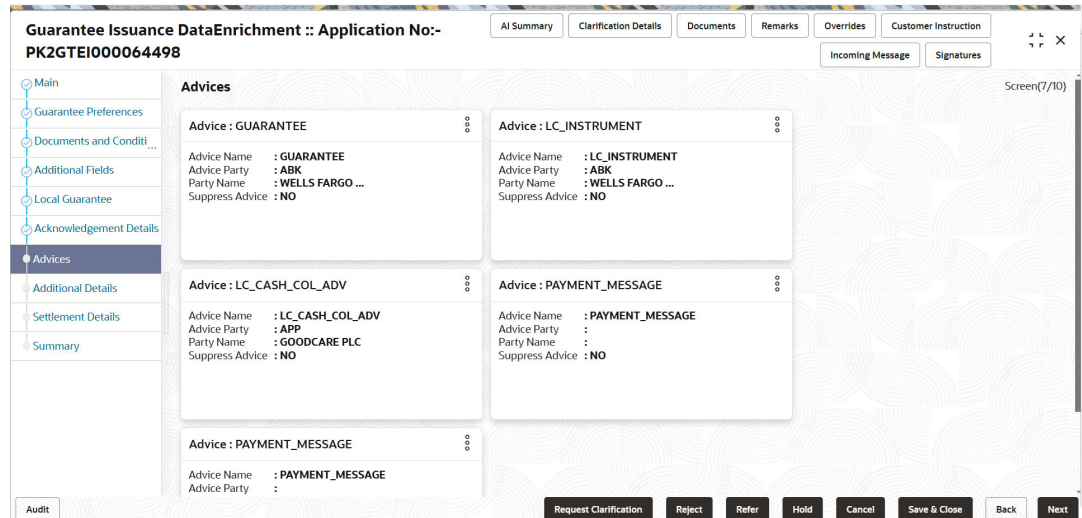 Guarantee Issuance DataEnrichment :: Application No:-
PK2GTEI000064498
AI Summary
Clarification Details
Documents
Remarks
Overrides
Customer Instruction
Incoming Message
Signatures
Main
Guarantee Preferences
Documents and Conditi...
Additional Fields
Local Guarantee
Acknowledgement Details
Advices
Additional Details
Settlement Details
Summary
Advices
Screen(7/10)
Advice : GUARANTEE
Advice Name : GUARANTEE
Advice Party : ABK
Party Name : WELLS FARGO ...
Suppress Advice : NO
Advice : LC_INSTRUMENT
Advice Name : LC_INSTRUMENT
Advice Party : ABK
Party Name : WELLS FARGO ...
Suppress Advice : NO
Advice : LC_CASH_COL_ADV
Advice Name : LC_CASH_COL_ADV
Advice Party : APP
Party Name : GOODCARE PLC
Suppress Advice : NO
Advice : PAYMENT_MESSAGE
Advice Name : PAYMENT_MESSAGE
Advice Party :
Party Name :
Suppress Advice : NO
Advice : PAYMENT_MESSAGE
Advice Name : PAYMENT_MESSAGE
Advice Party :
Audit
Request Clarification
Reject
Refer
Hold
Cancel
Save & Close
Back
Next